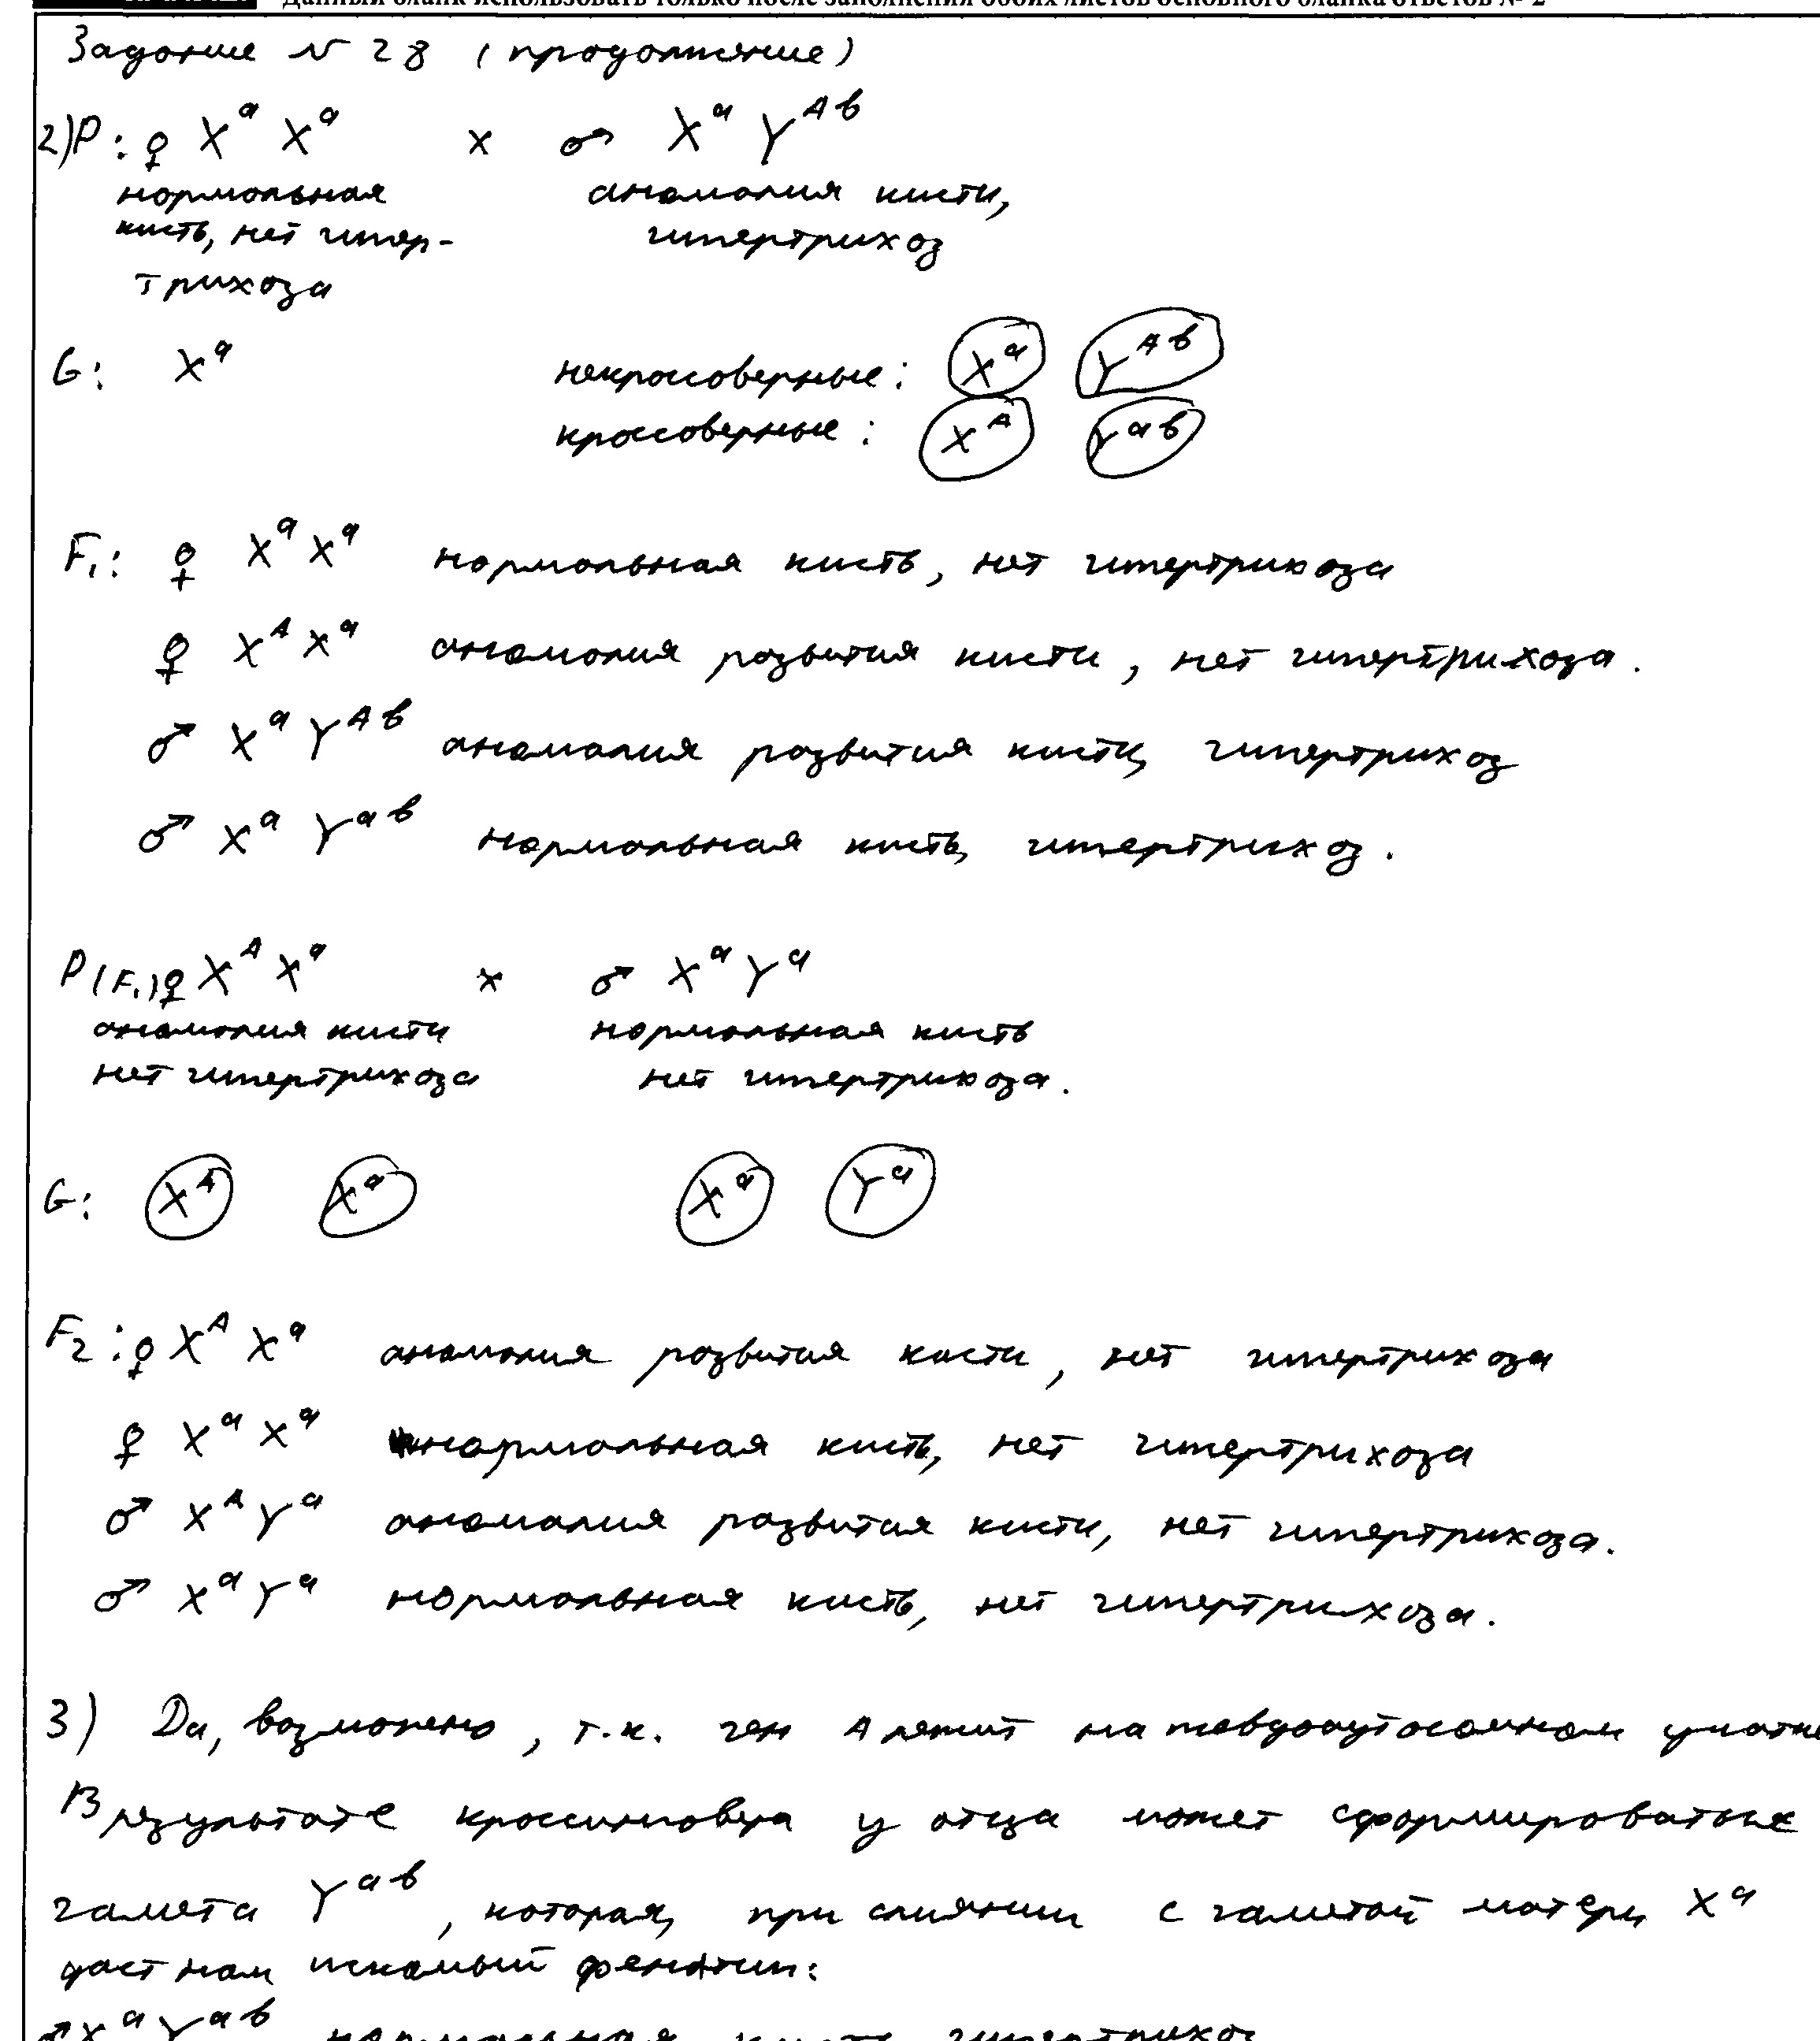 Данный бланк использовать только после заполнения обоих листов основного бланка ответов № 2
Задание N 28 (продолжение)
2) P: ♀ X^a X^a x ♂ X^a Y^Ab
нормальная аномалия кисти,
кисть, нет гипер- гипертрихоз
трихоза
G: X^a некроссоверные: X^a Y^Ab
кроссоверные: X^A Y^ab
F₁: ♀ X^a X^a нормальная кисть, нет гипертрихоза
♀ X^A X^a аномалия развития кисти, нет гипертрихоза.
♂ X^a Y^Ab аномалия развития кисти, гипертрихоз
♂ X^a Y^ab нормальная кисть, гипертрихоз.
P(F₁) ♀ X^A X^a x ♂ X^a Y^a
аномалия кисти нормальная кисть
нет гипертрихоза нет гипертрихоза.
G: X^A X^a X^a Y^a
F₂: ♀ X^A X^a аномалия развития кисти, нет гипертрихоза
♀ X^a X^a нормальная кисть, нет гипертрихоза
♂ X^A Y^a аномалия развития кисти, нет гипертрихоза.
♂ X^a Y^a нормальная кисть, нет гипертрихоза.
3) Да, возможно, т.к. ген A лежит на псевдоаутосомном участке
В результате кроссинговера у отца может сформироваться
гамета Y^ab, которая, при слиянии с гаметой матери X^a
даст нам искомый фенотип:
♂ X^a Y^ab нормальная кисть, гипертрихоз